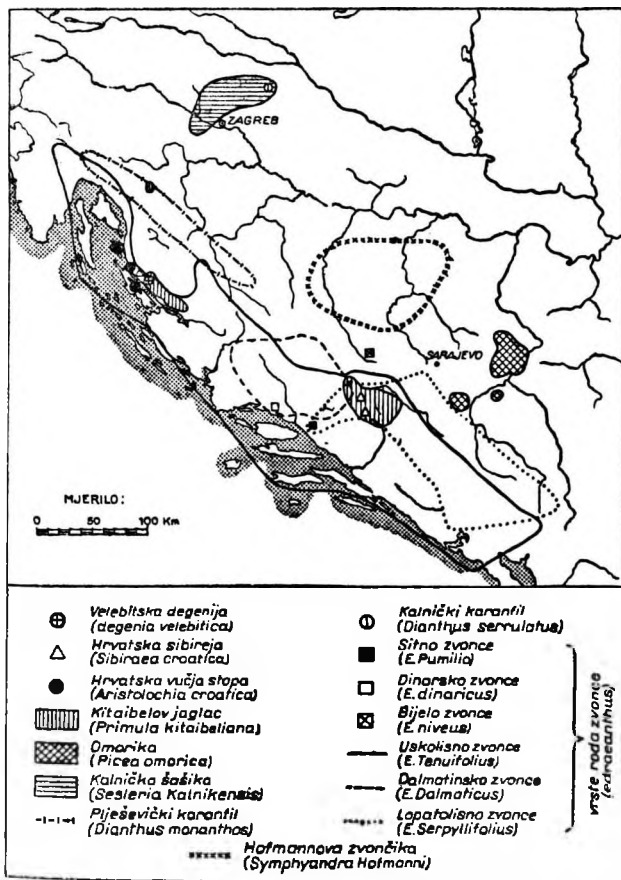 ZAGREB
SARAJEVO
MJERILO:
0 50 100 Km
Velebitska degenija
(degenia velebitica)
Hrvatska sibireja
(Sibiraea croatica)
Hrvatska vučja stopa
(Aristolochia croatica)
Kitaibelov jaglac
(Primula kitaibeliana)
Omorika
(Picea omorica)
Kalnička šašika
(Sesleria Kalnikensis)
Plješevički karanfil
(Dianthus monanthos)
Kalnički karanfil
(Dianthus serrulatus)
Sitno zvonce
(E. Pumilio)
Dinarsko zvonce
(E. dinaricus)
Bijelo zvonce
(E. niveus)
Uskolisno zvonce
(E. Tenuifolius)
Dalmatinsko zvonce
(E. Dalmaticus)
Lopatolisno zvonce
(E. Serpyllifolius)
vrste roda zvonce
(edraeanthus)
Hofmannova zvončika
(Symphyandra Hofmanni)